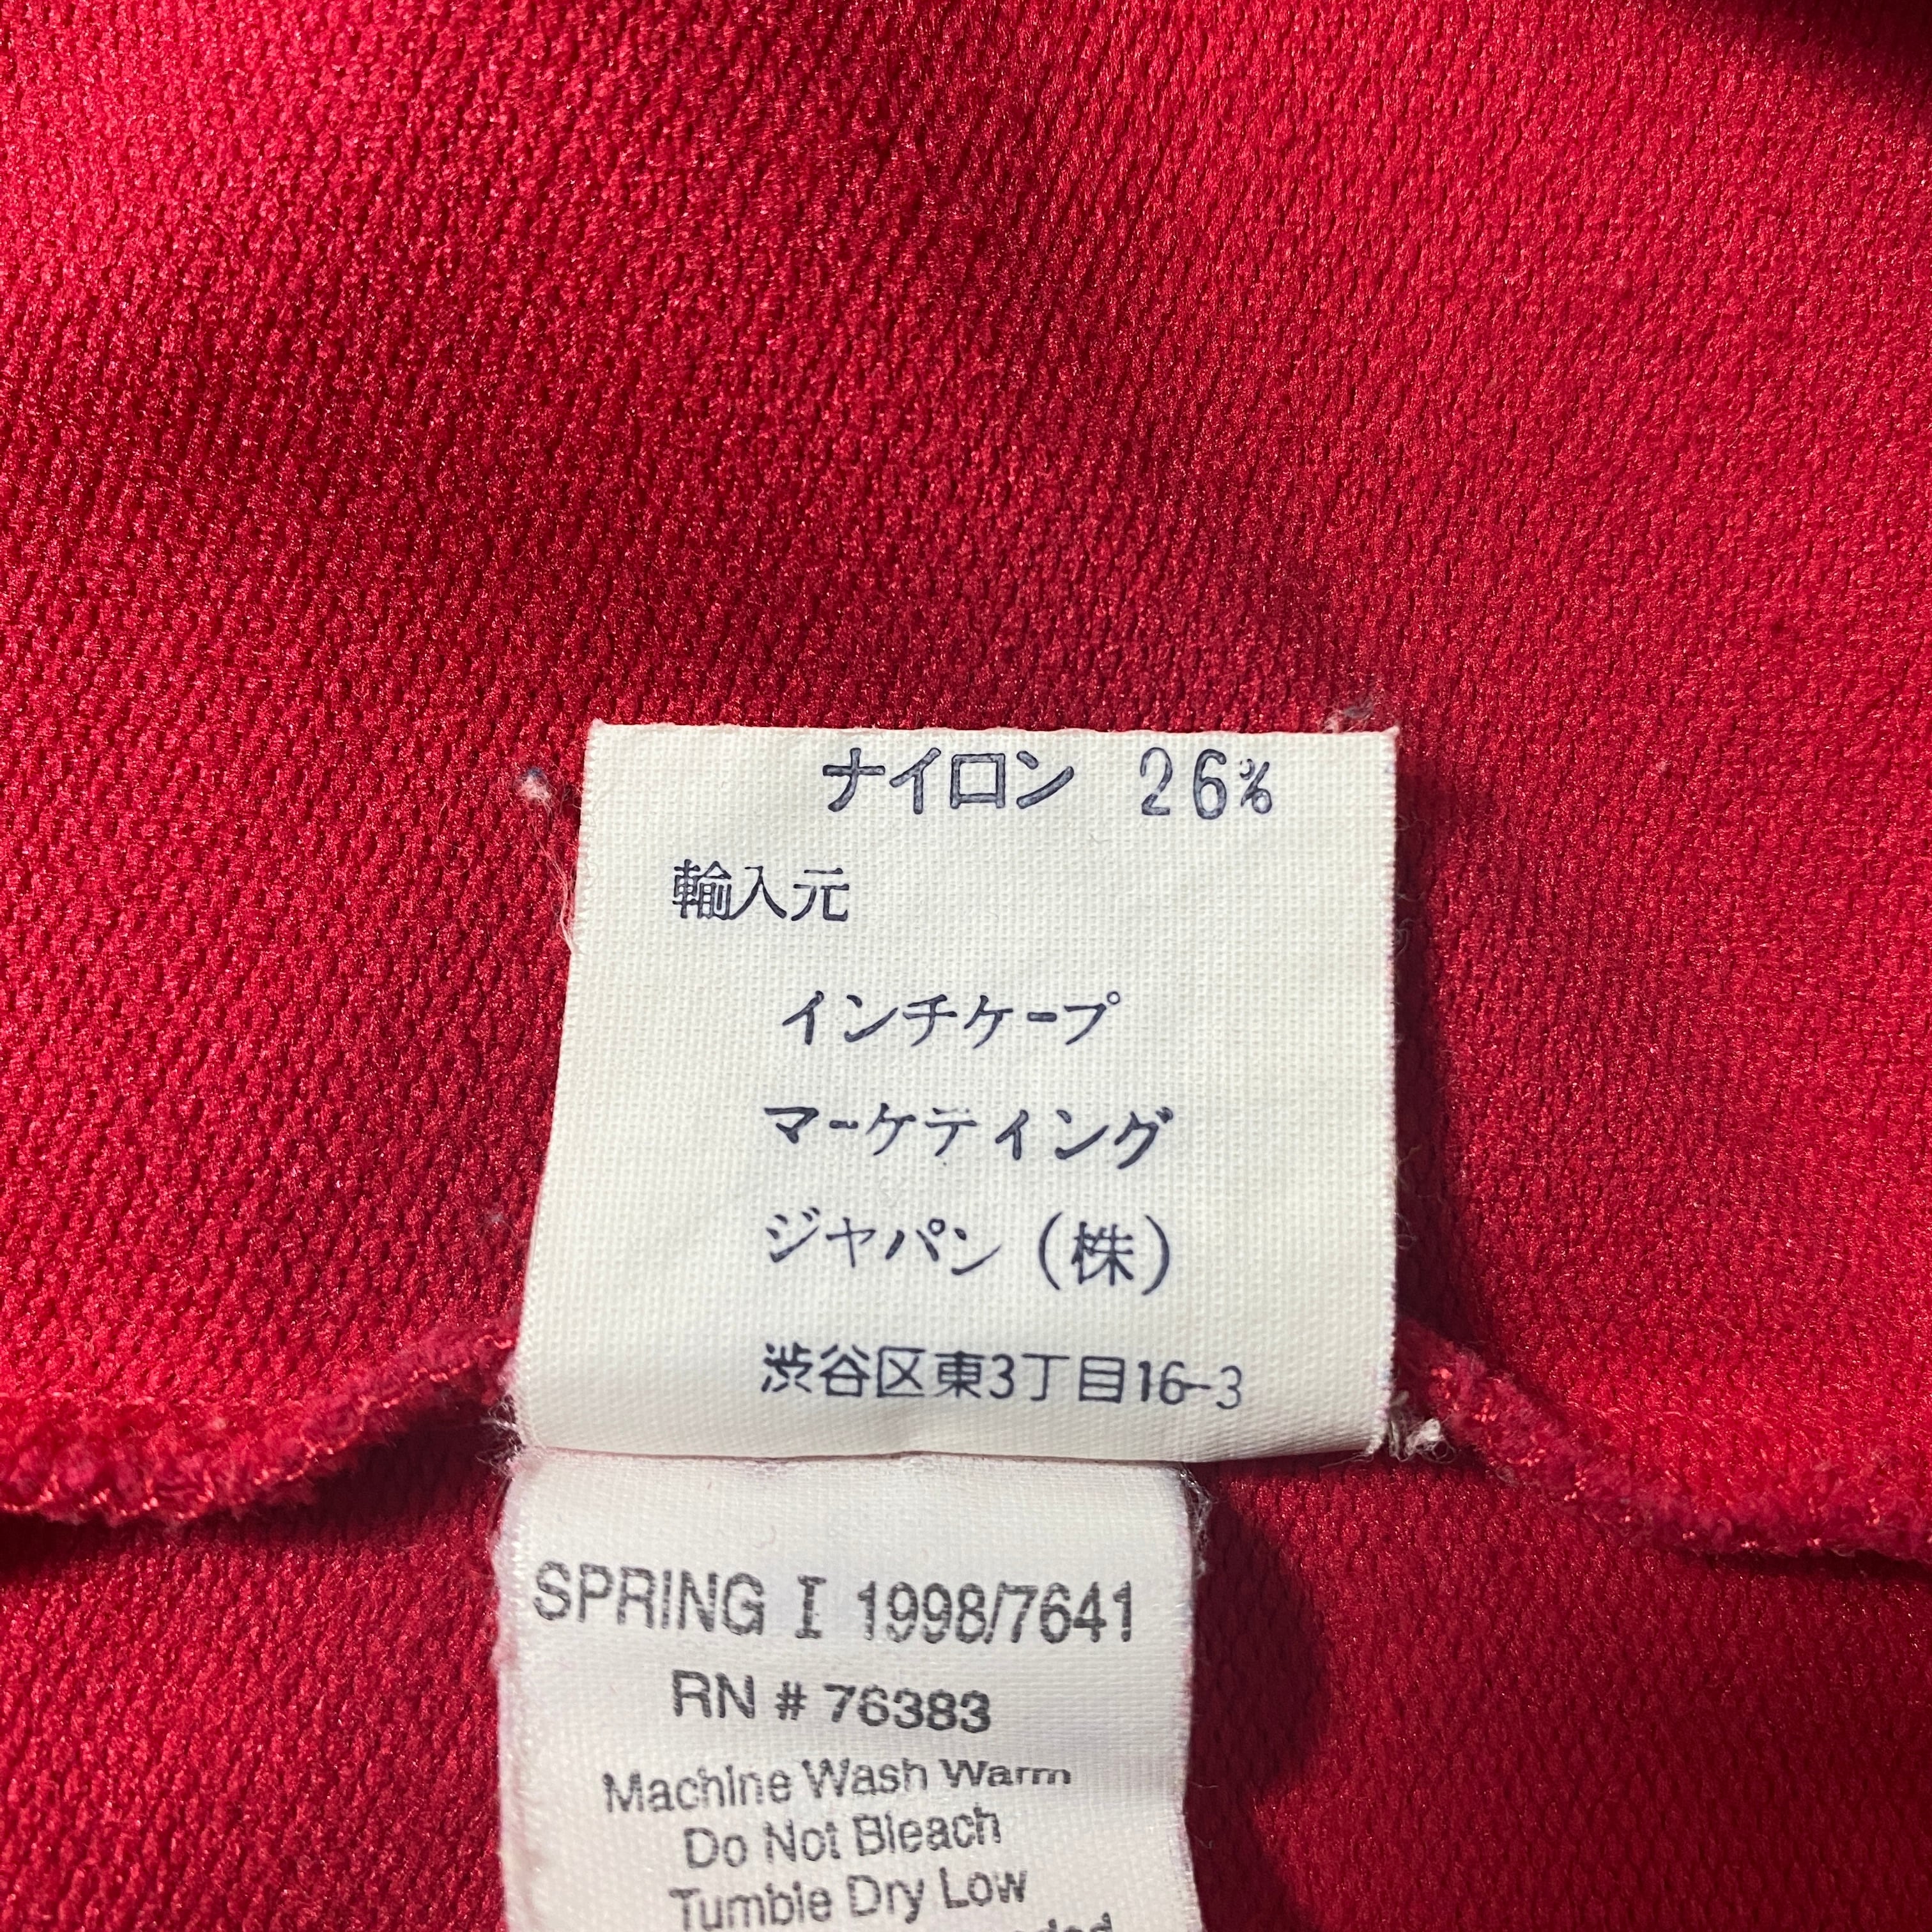 ナイロン 26%
輸入元
インチケープ
マーケティング
ジャパン (株)
渋谷区東3丁目16-3
SPRING I 1998/7641
RN # 76383
Machine Wash Warm
Do Not Bleach
Tumble Dry Low